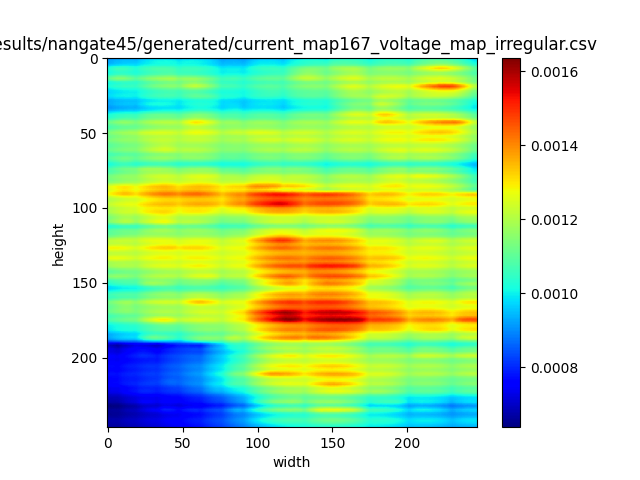 esults/nangate45/generated/current_map167_voltage_map_irregular.csv
0
50
100
150
200
height
0 50 100 150 200
width
0.0016
0.0014
0.0012
0.0010
0.0008